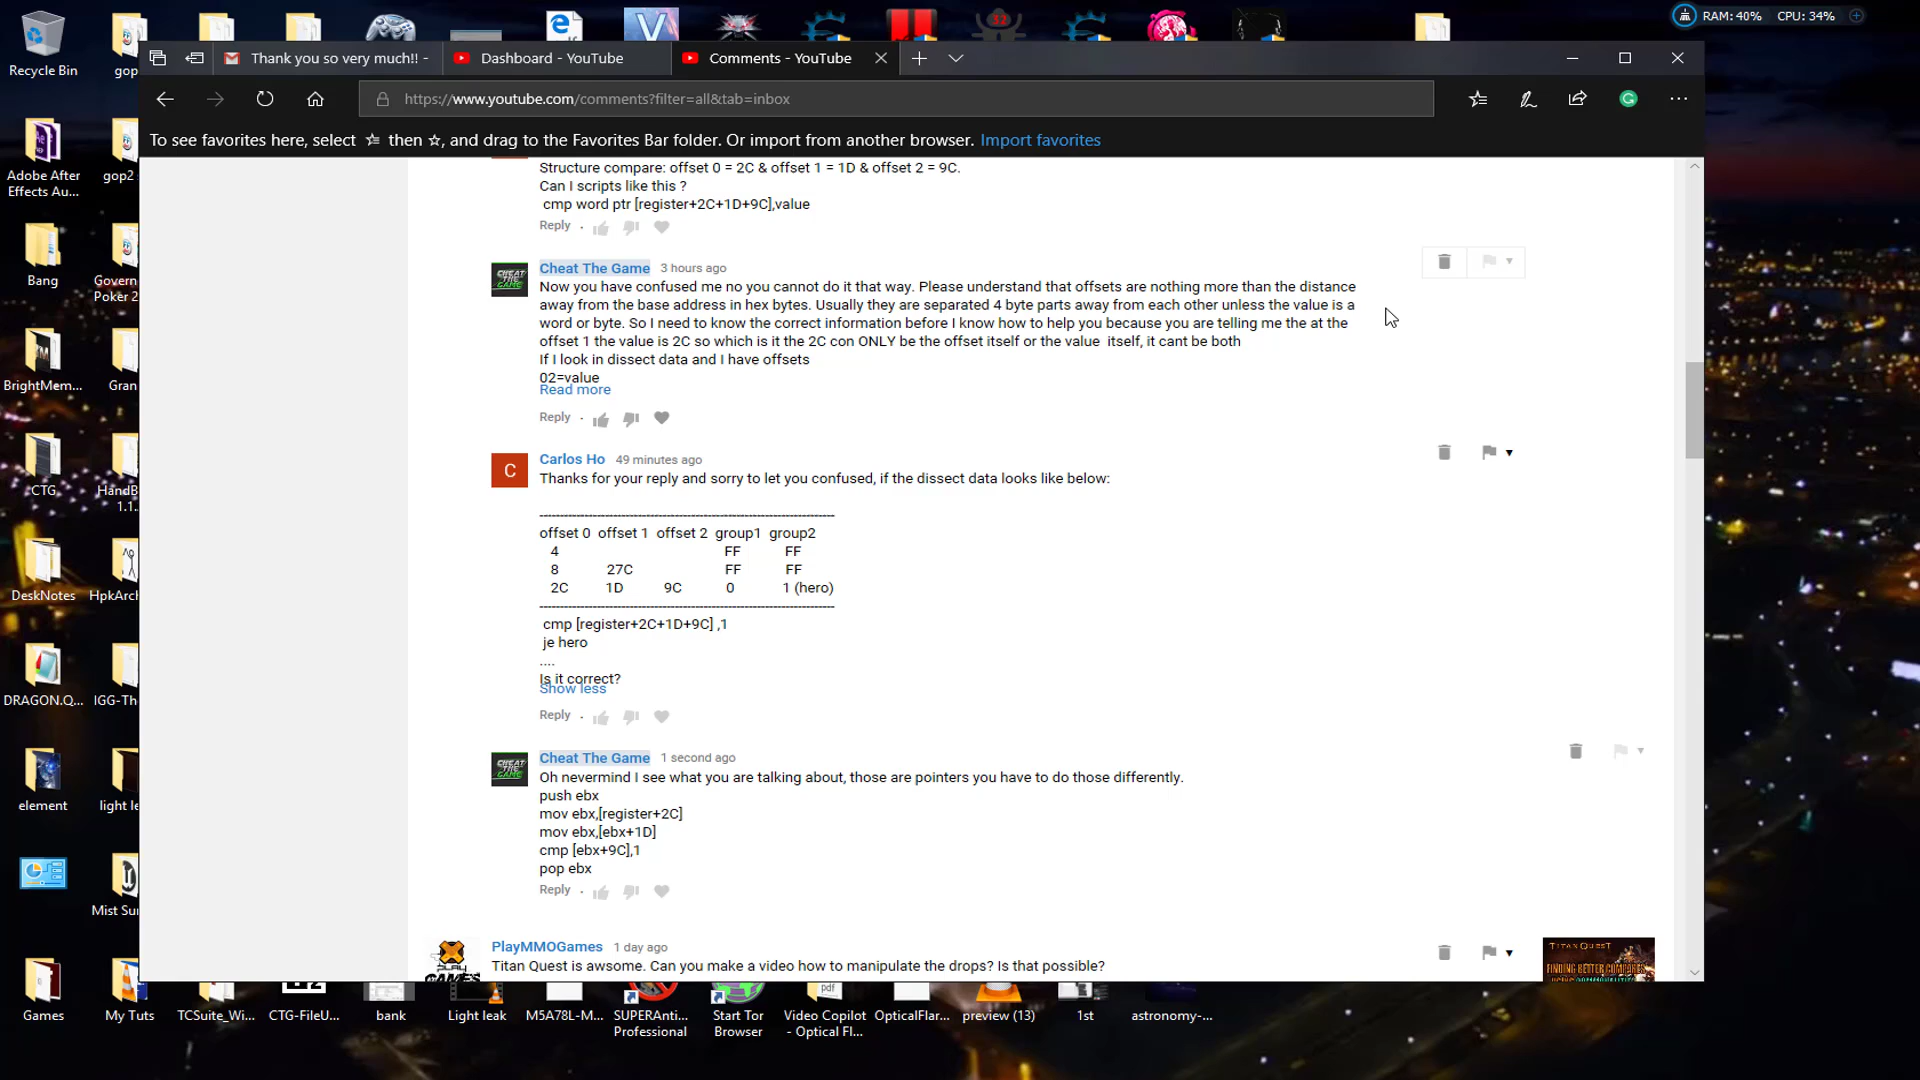 RAM: 40% CPU: 34%
Recycle Bin
gop
Thank you so very much!! -
Dashboard - YouTube
Comments - YouTube
https://www.youtube.com/comments?filter=all&tab=inbox
To see favorites here, select ☆ then ☆, and drag to the Favorites Bar folder. Or import from another browser. Import favorites
Structure compare: offset 0 = 2C & offset 1 = 1D & offset 2 = 9C.
Can I scripts like this ?
cmp word ptr [register+2C+1D+9C],value
Reply ·
Cheat The Game 3 hours ago
Now you have confused me no you cannot do it that way. Please understand that offsets are nothing more than the distance
away from the base address in hex bytes. Usually they are separated 4 byte parts away from each other unless the value is a
word or byte. So I need to know the correct information before I know how to help you because you are telling me the at the
offset 1 the value is 2C so which is it the 2C con ONLY be the offset itself or the value itself, it cant be both
If I look in dissect data and I have offsets
02=value
Read more
Reply ·
C
Carlos Ho 49 minutes ago
Thanks for your reply and sorry to let you confused, if the dissect data looks like below:
offset 0 offset 1 offset 2 group1 group2
4 FF FF
8 27C FF FF
2C 1D 9C 0 1 (hero)
cmp [register+2C+1D+9C] ,1
je hero
....
Is it correct?
Show less
Reply ·
CHEAT THE GAME
Cheat The Game 1 second ago
Oh nevermind I see what you are talking about, those are pointers you have to do those differently.
push ebx
mov ebx,[register+2C]
mov ebx,[ebx+1D]
cmp [ebx+9C],1
pop ebx
Reply ·
PlayMMOGames 1 day ago
Titan Quest is awsome. Can you make a video how to manipulate the drops? Is that possible?
TITAN QUEST
FINDING BETTER COMPARES
Adobe After
Effects Au...
gop2
Bang
Govern
Poker 2
BrightMem...
Gran
CTG
HandB
1.1.
DeskNotes
HpkArch
DRAGON.Q...
IGG-Th
element
light le
Mist Sur
Games
My Tuts
TCSuite_Wi...
CTG-FileU...
bank
Light leak
M5A78L-M...
SUPERAnti...
Professional
Start Tor
Browser
Video Copilot
- Optical Fl...
OpticalFlar...
preview (13)
1st
astronomy-...